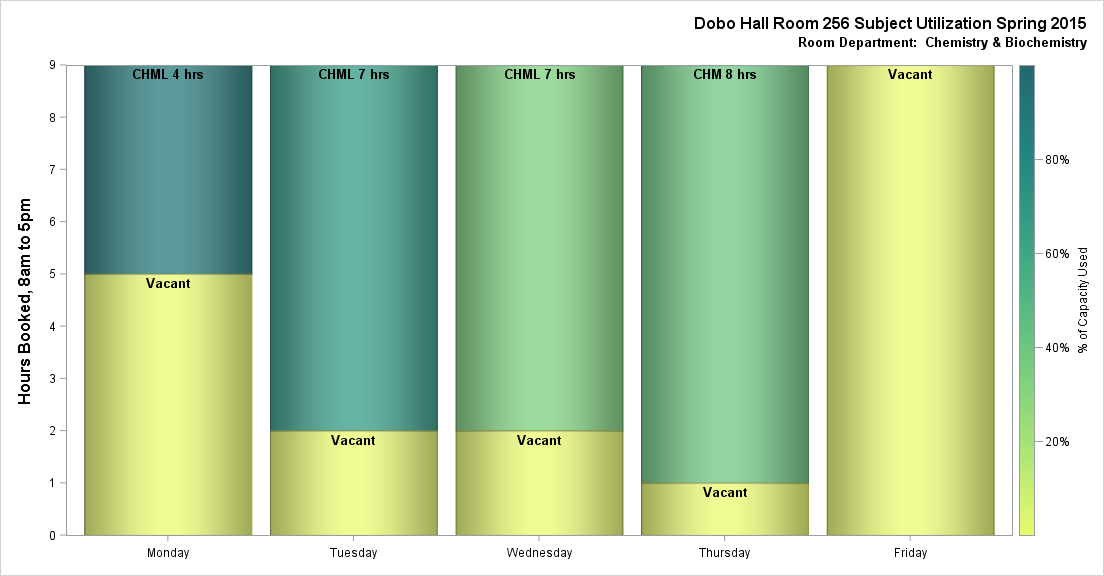 Dobo Hall Room 256 Subject Utilization Spring 2015
Room Department:  Chemistry & Biochemistry
Hours Booked, 8am to 5pm
9
8
7
6
5
4
3
2
1
0
CHML 4 hrs
Vacant
CHML 7 hrs
Vacant
CHML 7 hrs
Vacant
CHM 8 hrs
Vacant
Vacant
Monday
Tuesday
Wednesday
Thursday
Friday
80%
60%
40%
20%
% of Capacity Used